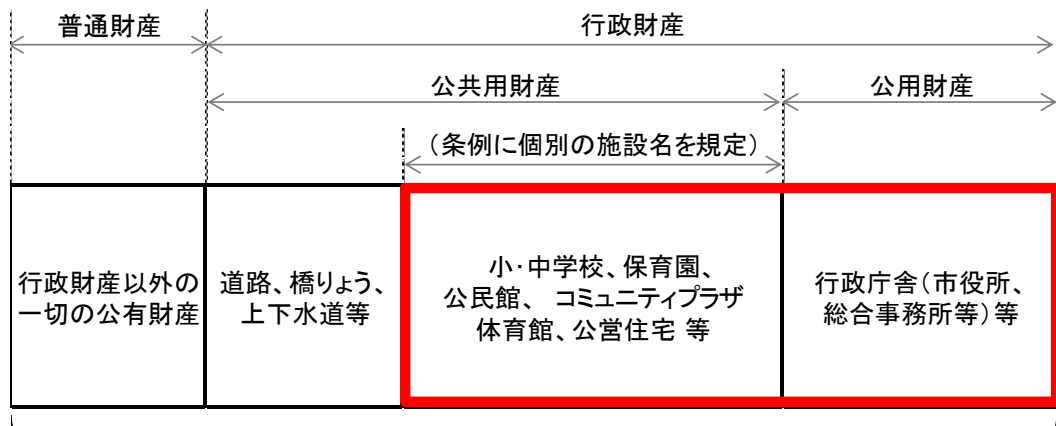 普通財産
行政財産
公共用財産
公用財産
（条例に個別の施設名を規定）
行政財産以外の
一切の公有財産
道路、橋りょう、
上下水道等
小・中学校、保育園、
公民館、 コミュニティプラザ
体育館、公営住宅 等
行政庁舎（市役所、
総合事務所等）等